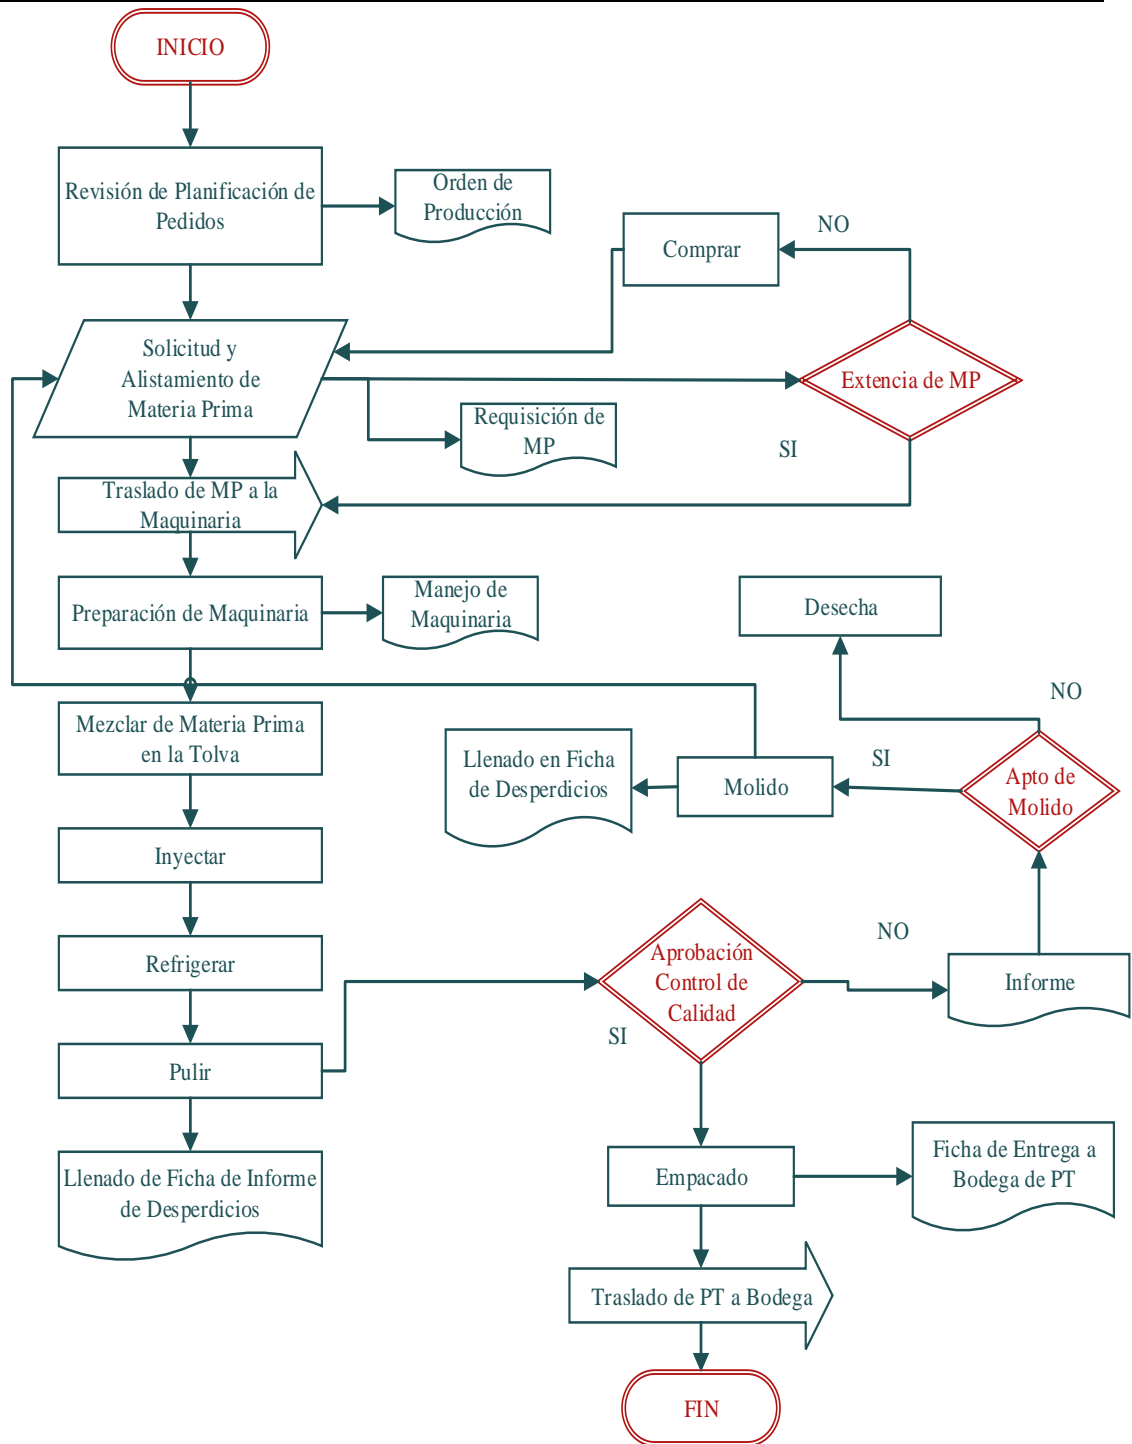 INICIO
Revisión de Planificación de
Pedidos
Orden de
Producción
Comprar
NO
Solicitud y
Alistamiento de
Materia Prima
Extencia de MP
Requisición de
MP
SI
Traslado de MP a la
Maquinaria
Preparación de Maquinaria
Manejo de
Maquinaria
Desecha
NO
Mezclar de Materia Prima
en la Tolva
Llenado en Ficha
de Desperdicios
Molido
SI
Apto de
Molido
Inyectar
Refrigerar
Aprobación
Control de
Calidad
NO
Informe
SI
Pulir
Llenado de Ficha de Informe
de Desperdicios
Empacado
Ficha de Entrega a
Bodega de PT
Traslado de PT a Bodega
FIN